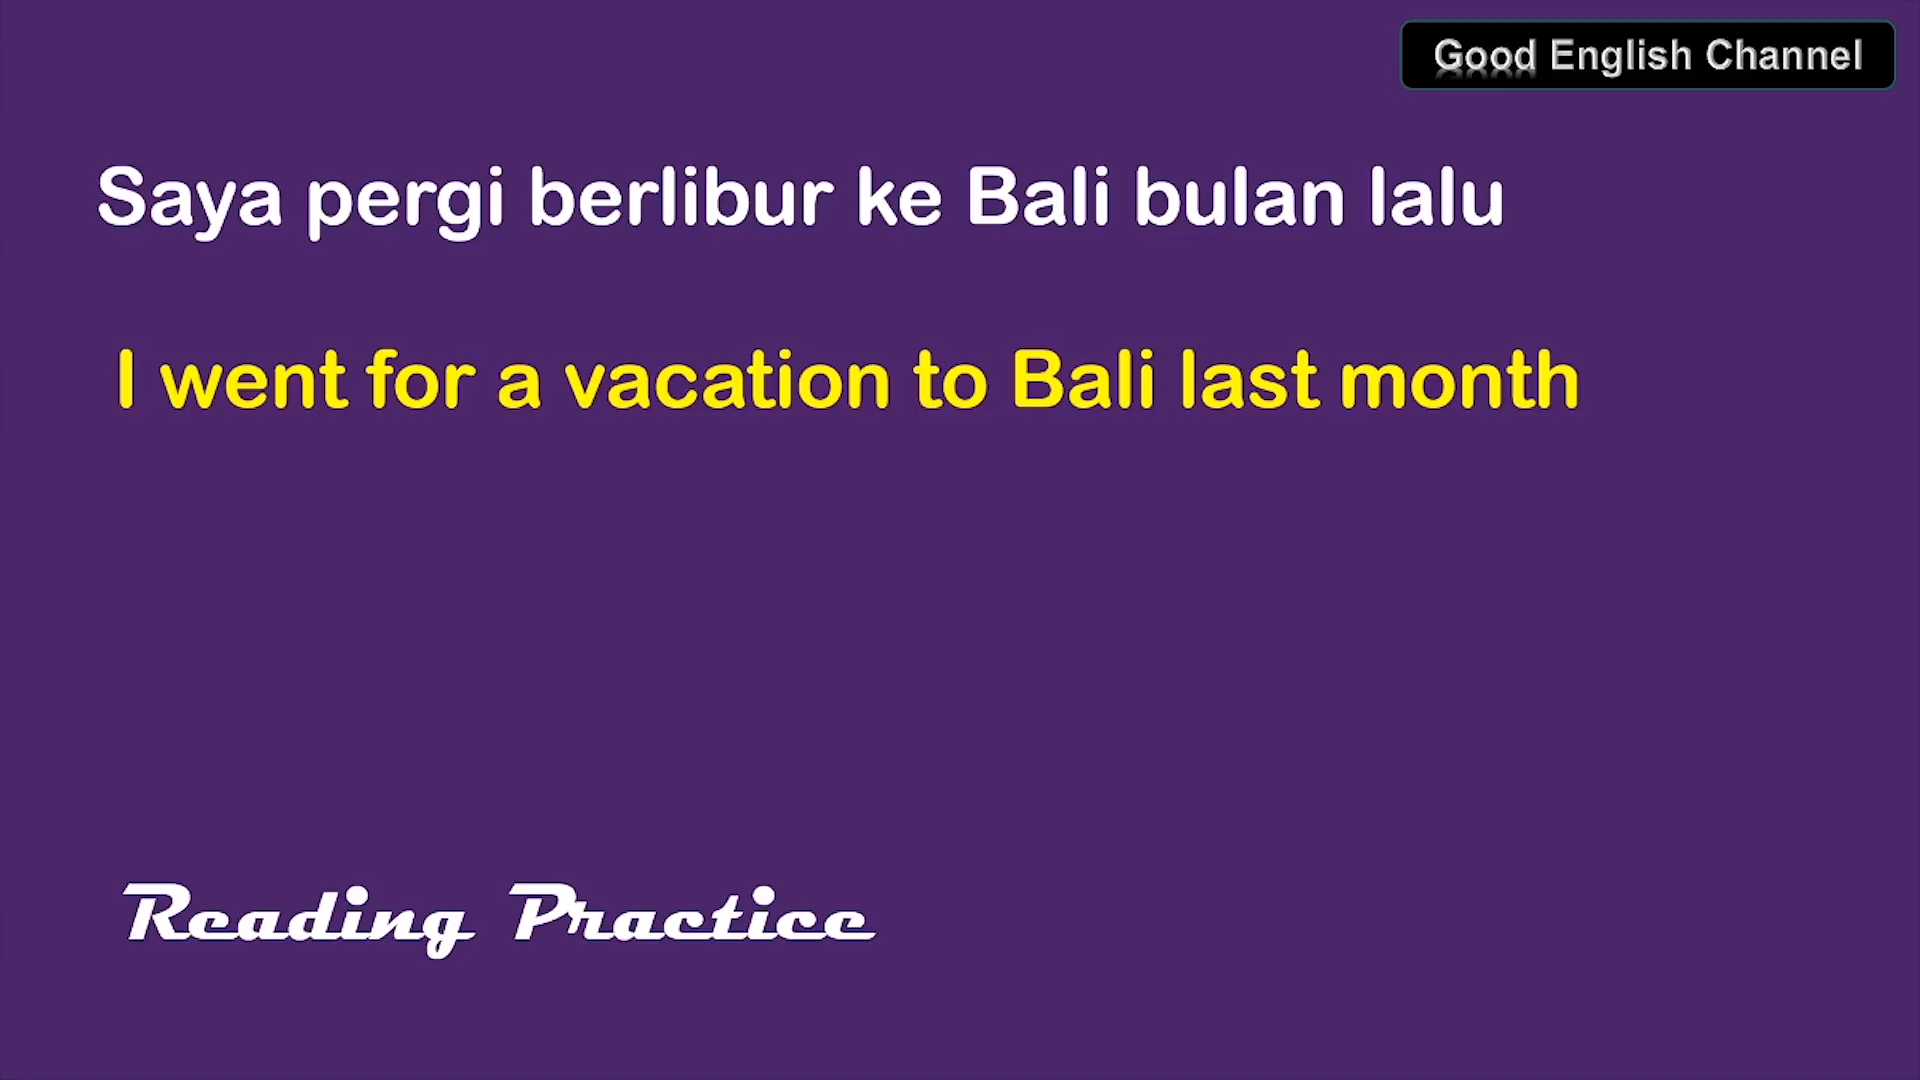 Good English Channel
Saya pergi berlibur ke Bali bulan lalu
I went for a vacation to Bali last month
Reading Practice